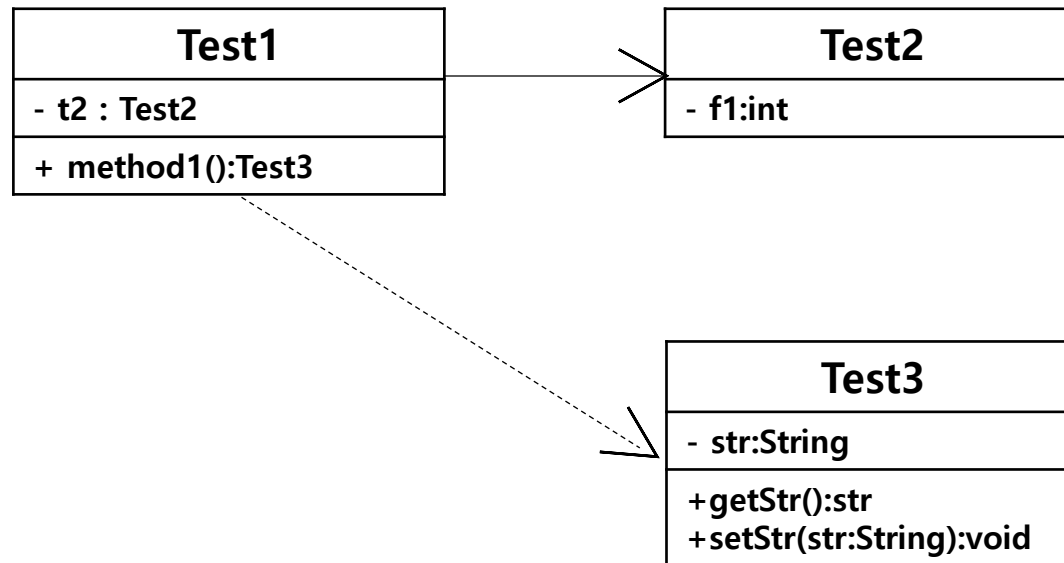 Test1
- t2 : Test2
+ method1():Test3
Test2
- f1:int
Test3
- str:String
+getStr():str
+setStr(str:String):void